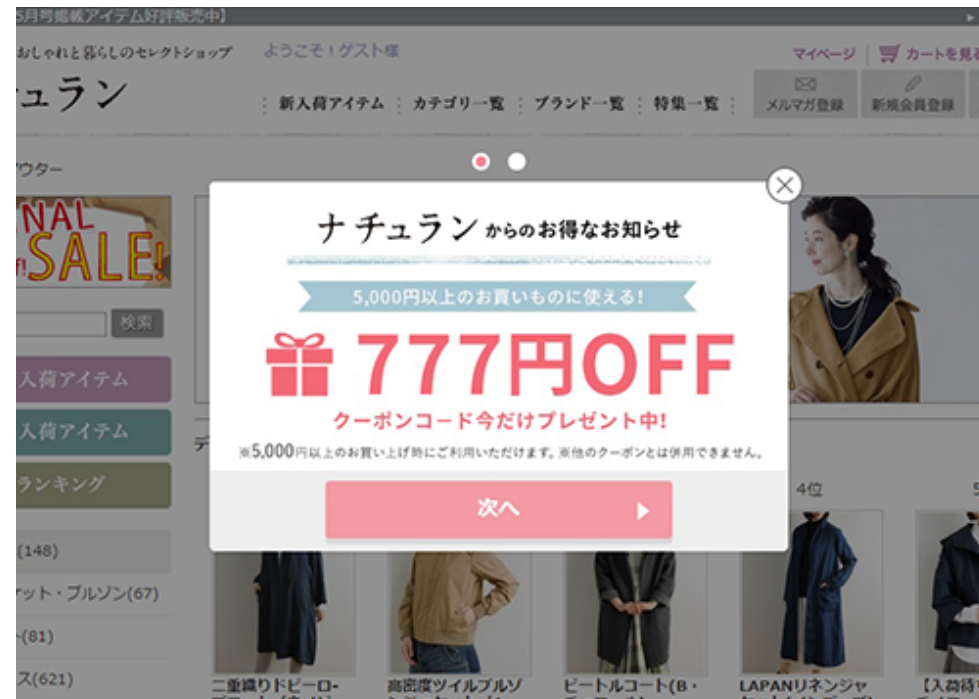 5月号掲載アイテム好評販売中】
おしゃれと暮らしのセレクトショップ
ようこそ!ゲスト様
マイページ
カートを見る
ュラン
新入荷アイテム
カテゴリ一覧
ブランド一覧
特集一覧
メルマガ登録
新規会員登録
ウター
NAL
SALE!
検索
入荷アイテム
入荷アイテム
ランキング
(148)
ケット・ブルゾン(67)
(81)
ス(621)
ナチュランからのお得なお知らせ
5,000円以上のお買いものに使える!
777円OFF
クーポンコード今だけプレゼント中!
※5,000円以上のお買い上げ時にご利用いただけます。※他のクーポンとは併用できません。
次へ
デ
4位
5
二重織りドビーロ-
高密度ツイルブルゾ
ビートルコート(B・
LAPANリネンジャ
【入荷待